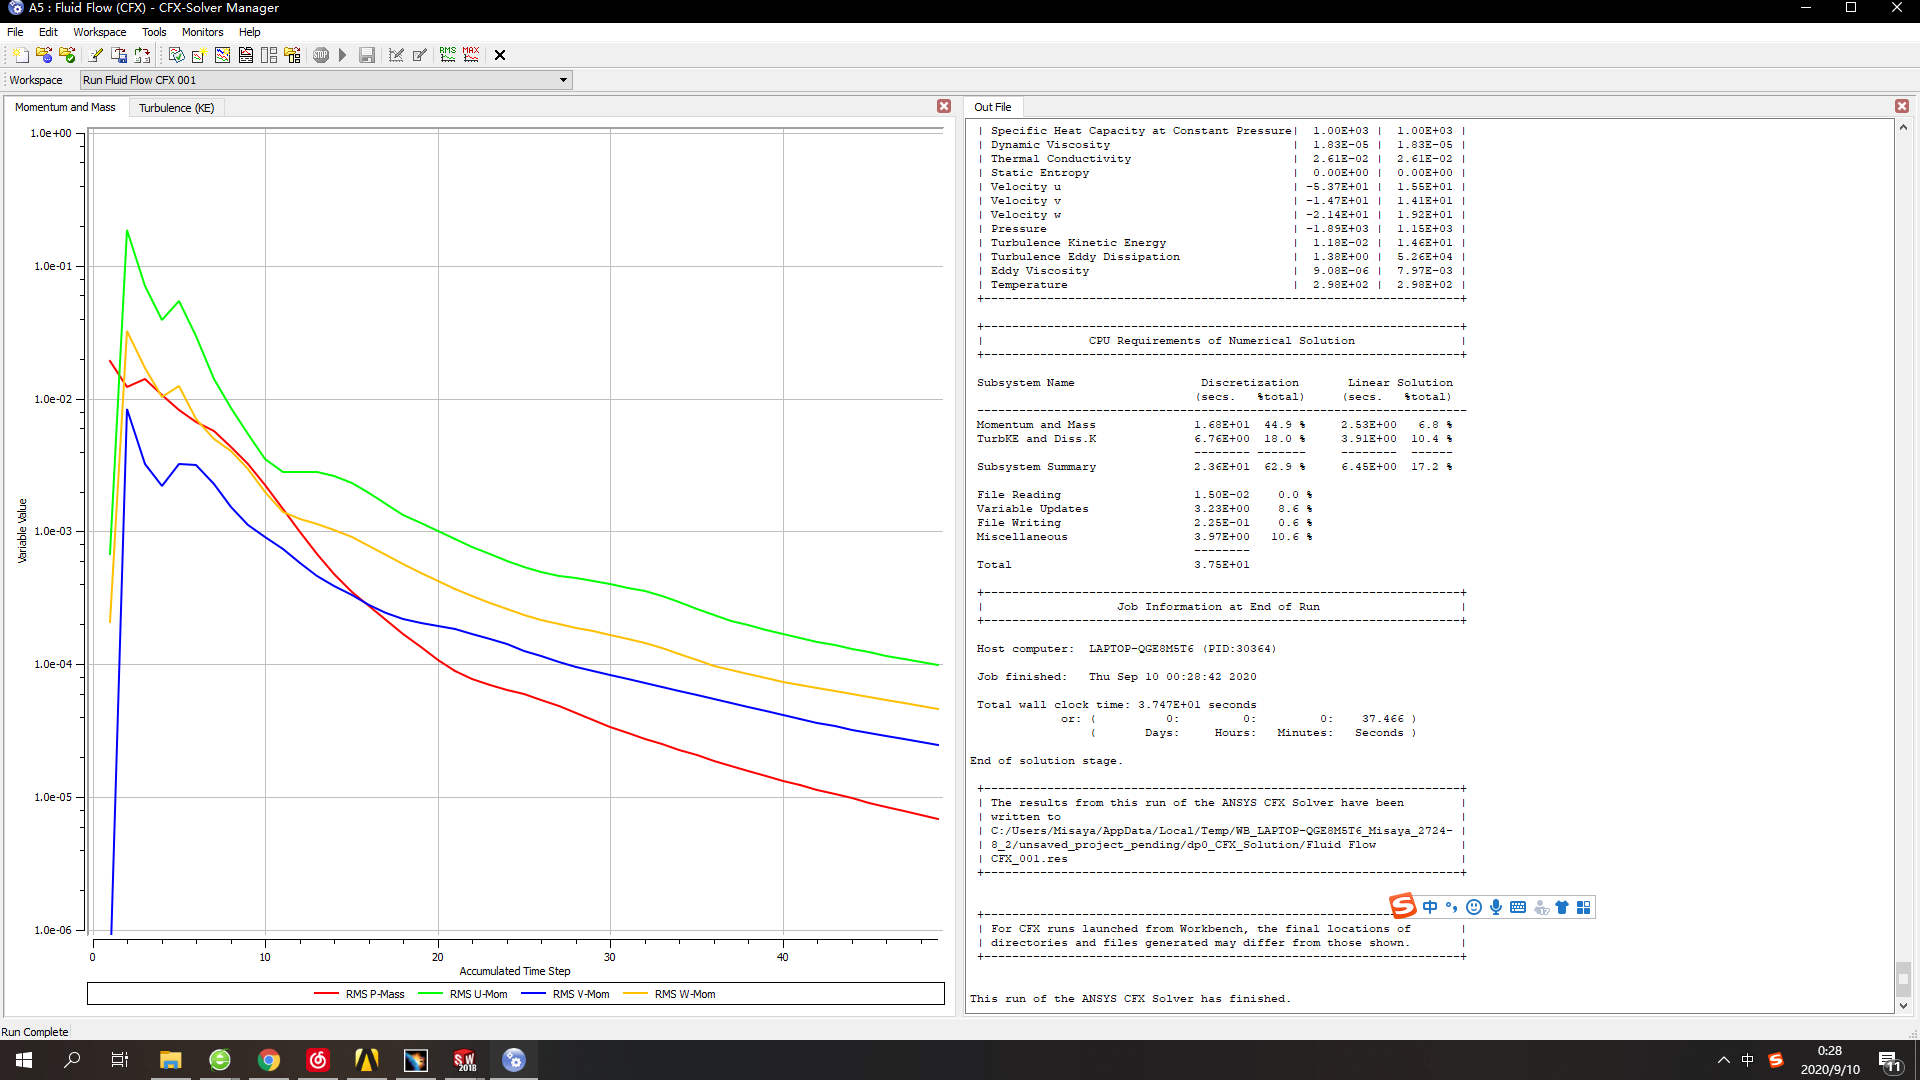 A5 : Fluid Flow (CFX) - CFX-Solver Manager
File Edit Workspace Tools Monitors Help
STOP RMS MAX
Workspace Run Fluid Flow CFX 001
Momentum and Mass Turbulence (KE)
1.0e+00
1.0e-01
1.0e-02
1.0e-03
1.0e-04
1.0e-05
1.0e-06
Variable Value
0 10 20 30 40
Accumulated Time Step
RMS P-Mass RMS U-Mom RMS V-Mom RMS W-Mom
Out File
| Specific Heat Capacity at Constant Pressure| 1.00E+03 | 1.00E+03 |
| Dynamic Viscosity | 1.83E-05 | 1.83E-05 |
| Thermal Conductivity | 2.61E-02 | 2.61E-02 |
| Static Entropy | 0.00E+00 | 0.00E+00 |
| Velocity u | -5.37E+01 | 1.55E+01 |
| Velocity v | -1.47E+01 | 1.41E+01 |
| Velocity w | -2.14E+01 | 1.92E+01 |
| Pressure | -1.89E+03 | 1.15E+03 |
| Turbulence Kinetic Energy | 1.18E-02 | 1.46E+01 |
| Turbulence Eddy Dissipation | 1.38E+00 | 5.26E+04 |
| Eddy Viscosity | 9.08E-06 | 7.97E-03 |
| Temperature | 2.98E+02 | 2.98E+02 |
| CPU Requirements of Numerical Solution |
Subsystem Name Discretization Linear Solution
(secs. %total) (secs. %total)
Momentum and Mass 1.68E+01 44.9 % 2.53E+00 6.8 %
TurbKE and Diss.K 6.76E+00 18.0 % 3.91E+00 10.4 %
Subsystem Summary 2.36E+01 62.9 % 6.45E+00 17.2 %
File Reading 1.50E-02 0.0 %
Variable Updates 3.23E+00 8.6 %
File Writing 2.25E-01 0.6 %
Miscellaneous 3.97E+00 10.6 %
Total 3.75E+01
| Job Information at End of Run |
Host computer: LAPTOP-QGE8M5T6 (PID:30364)
Job finished: Thu Sep 10 00:28:42 2020
Total wall clock time: 3.747E+01 seconds
or: ( 0: 0: 0: 37.466 )
( Days: Hours: Minutes: Seconds )
End of solution stage.
| The results from this run of the ANSYS CFX Solver have been |
| written to |
| C:/Users/Misaya/AppData/Local/Temp/WB_LAPTOP-QGE8M5T6_Misaya_2724- |
| 8_2/unsaved_project_pending/dp0_CFX_Solution/Fluid Flow |
| CFX_001.res |
中
| For CFX runs launched from Workbench, the final locations of |
| directories and files generated may differ from those shown. |
This run of the ANSYS CFX Solver has finished.
Run Complete
SW 2018
中
0:28
2020/9/10
11